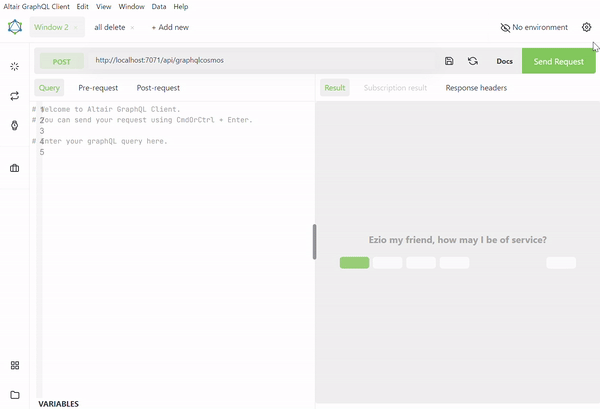 Altair GraphQL Client Edit View Window Data Help
Window 2 × all delete × + Add new No environment
POST http://localhost:7071/api/graphqlcosmos Docs Send Request
Query Pre-request Post-request Result Subscription result Response headers
1 # Welcome to Altair GraphQL Client.
2 # You can send your request using CmdOrCtrl + Enter.
3
4 # Enter your graphQL query here.
5
Ezio my friend, how may I be of service?
VARIABLES